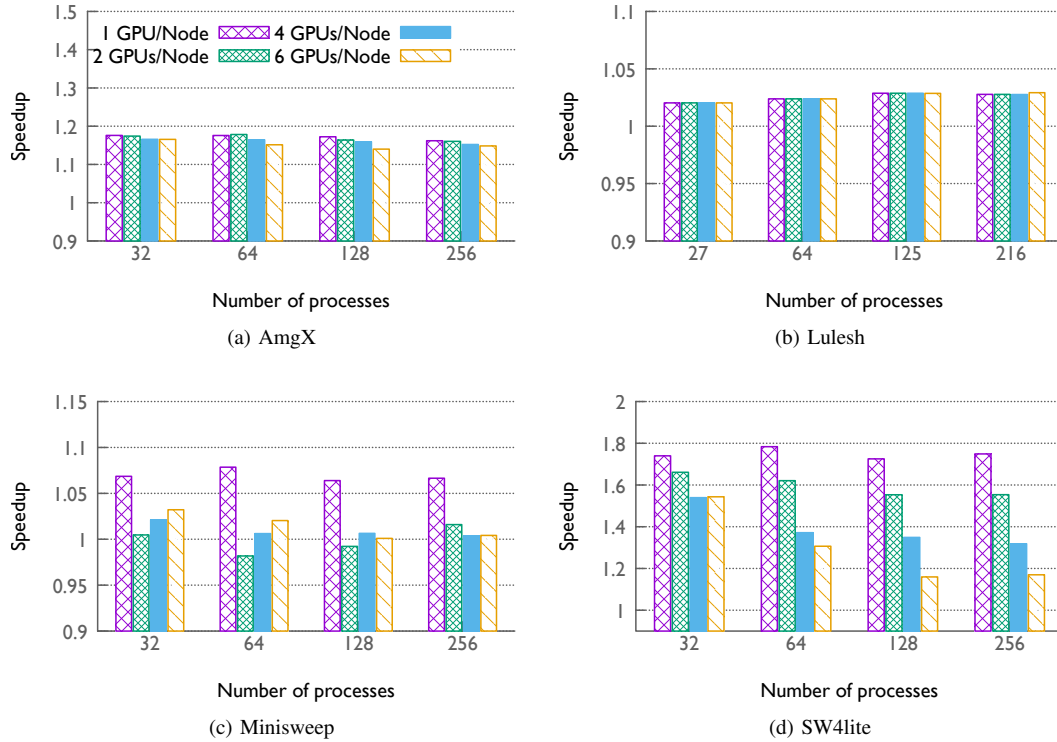 1.5
1.4
1.3
1.2
1.1
1
0.9
Speedup
1 GPU/Node
4 GPUs/Node
2 GPUs/Node
6 GPUs/Node
32
64
128
256
Number of processes
(a) AmgX
1.1
1.05
1
0.95
0.9
Speedup
27
64
125
216
Number of processes
(b) Lulesh
1.15
1.1
1.05
1
0.95
0.9
Speedup
32
64
128
256
Number of processes
(c) Minisweep
2
1.8
1.6
1.4
1.2
1
Speedup
32
64
128
256
Number of processes
(d) SW4lite